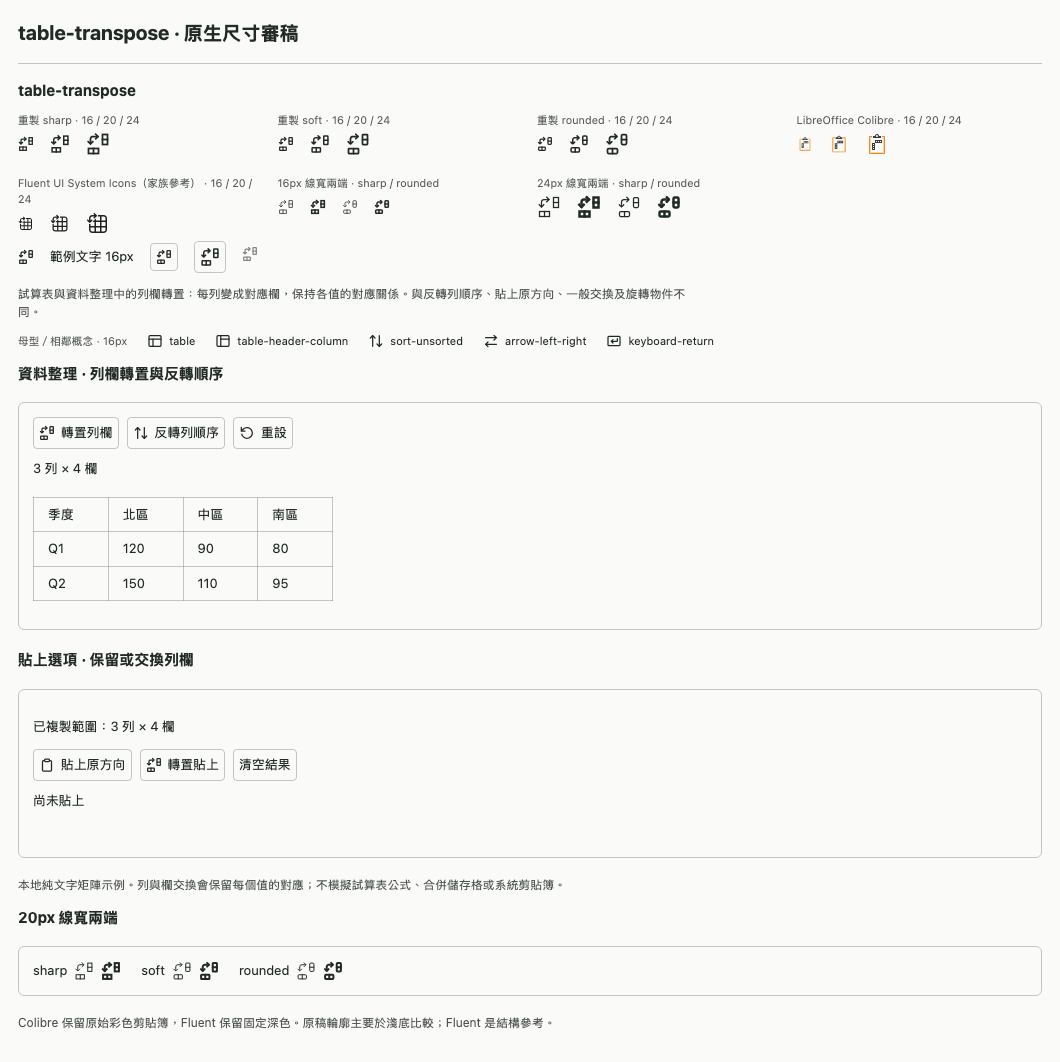 table-transpose · 原生尺寸審稿
table-transpose
重製 sharp · 16 / 20 / 24
重製 soft · 16 / 20 / 24
重製 rounded · 16 / 20 / 24
LibreOffice Colibre · 16 / 20 / 24
Fluent UI System Icons（家族參考） · 16 / 20 /
24
16px 線寬兩端 · sharp / rounded
24px 線寬兩端 · sharp / rounded
範例文字 16px
試算表與資料整理中的列欄轉置：每列變成對應欄，保持各值的對應關係。與反轉列順序、貼上原方向、一般交換及旋轉物件不
同。
母型 / 相鄰概念 · 16px table table-header-column sort-unsorted arrow-left-right keyboard-return
資料整理 · 列欄轉置與反轉順序
轉置列欄 反轉列順序 重設
3 列 × 4 欄
季度 北區 中區 南區
Q1 120 90 80
Q2 150 110 95
貼上選項 · 保留或交換列欄
已複製範圍：3 列 × 4 欄
貼上原方向 轉置貼上 清空結果
尚未貼上
本地純文字矩陣示例。列與欄交換會保留每個值的對應；不模擬試算表公式、合併儲存格或系統剪貼簿。
20px 線寬兩端
sharp soft rounded
Colibre 保留原始彩色剪貼簿，Fluent 保留固定深色。原稿輪廓主要於淺底比較；Fluent 是結構參考。